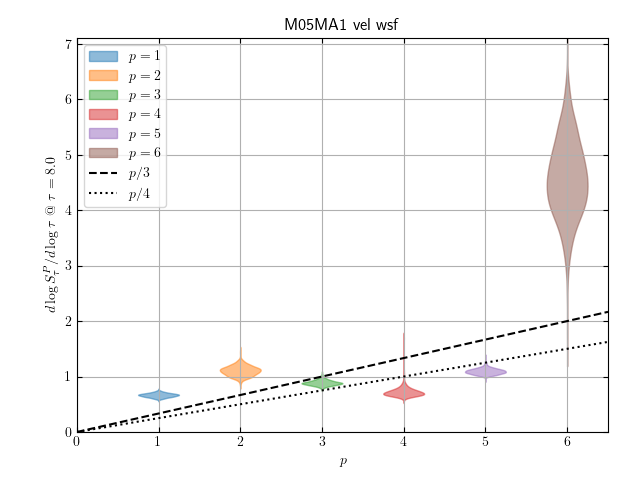 M05MA1 vel wsf
d log S_τ^P / d log τ @ τ = 8.0
7
6
5
4
3
2
1
0
p = 1
p = 2
p = 3
p = 4
p = 5
p = 6
p/3
p/4
0 1 2 3 4 5 6
p